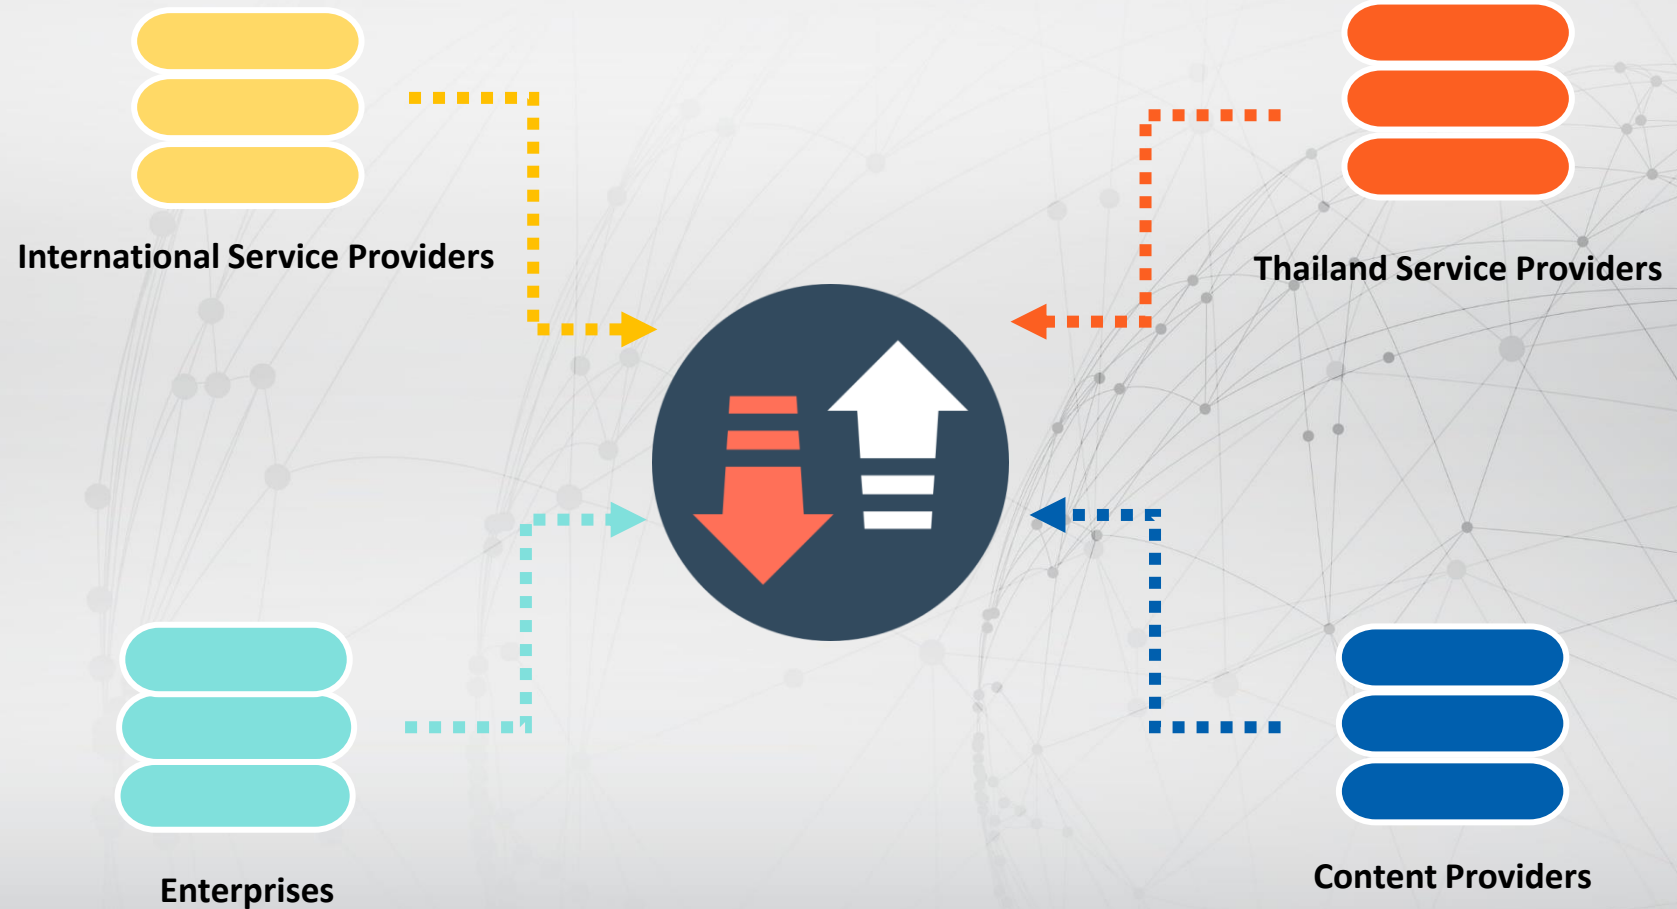 International Service Providers
Thailand Service Providers
Enterprises
Content Providers